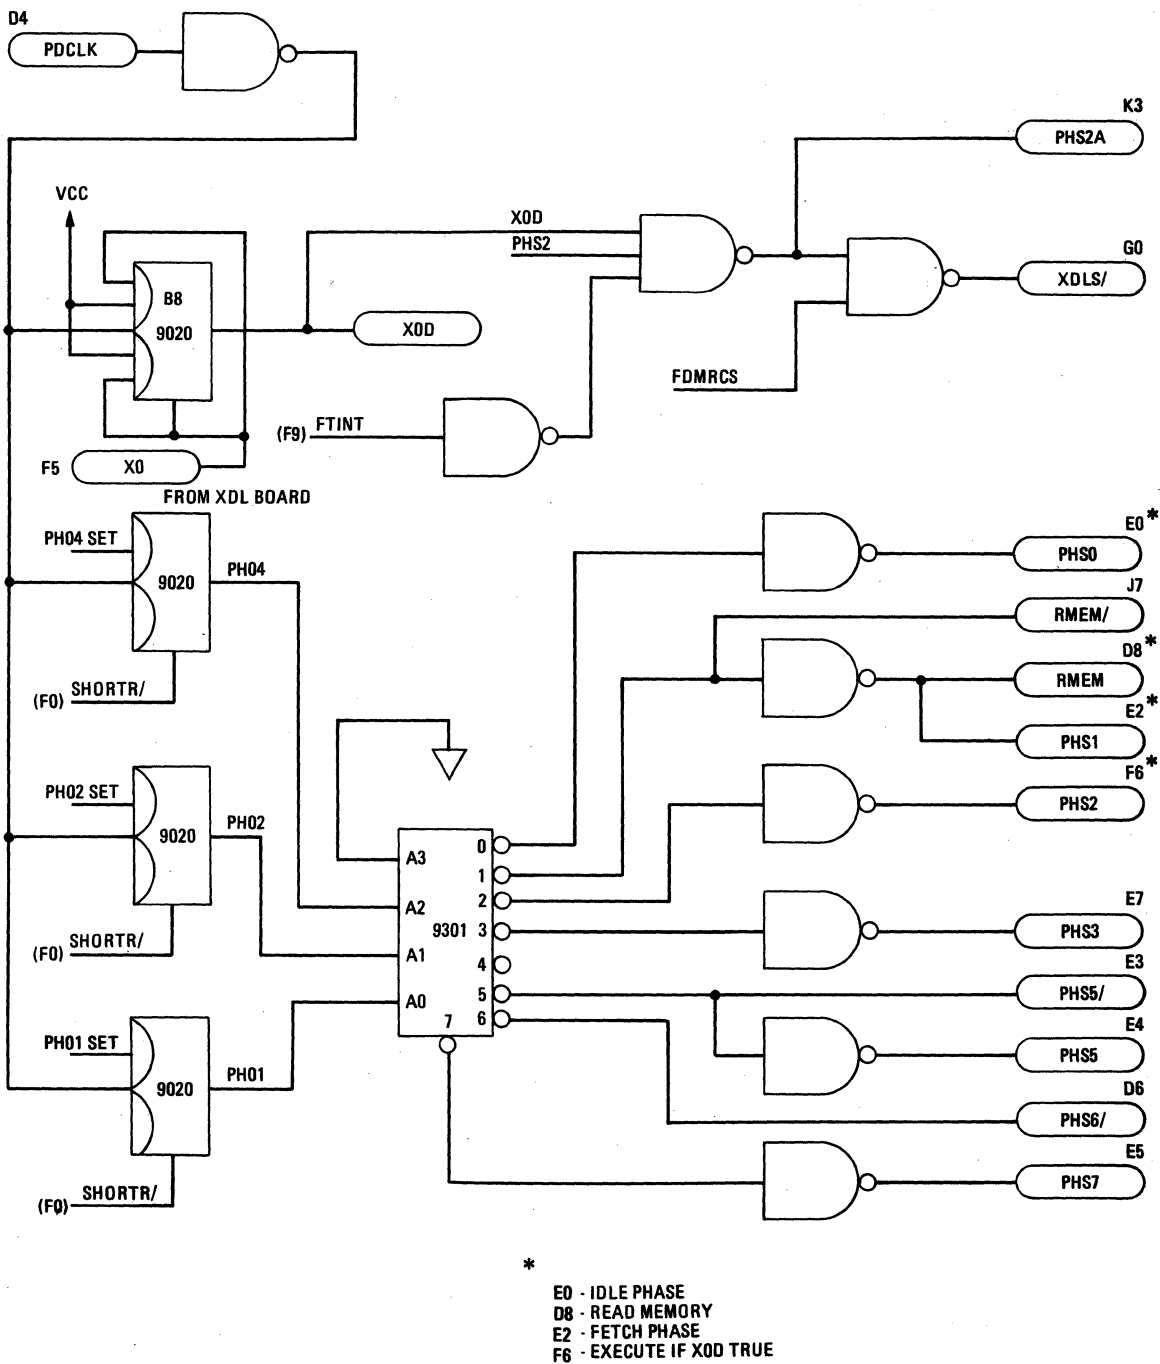 D4
PDCLK
K3
PHS2A
VCC
X0D
PHS2
G0
XDLS/
B8
9020
X0D
FDMRCS
(F9) FTINT
F5 X0
FROM XDL BOARD
PH04 SET
9020
PH04
(F0) SHORTR/
E0 *
PHS0
J7
RMEM/
D8 *
RMEM
E2 *
PHS1
F6 *
PHS2
PH02 SET
9020
PH02
(F0) SHORTR/
A3
A2
A1
A0
9301
0
1
2
3
4
5
6
7
E7
PHS3
E3
PHS5/
E4
PHS5
D6
PHS6/
E5
PHS7
PH01 SET
9020
PH01
(F0) SHORTR/
*
E0 - IDLE PHASE
D8 - READ MEMORY
E2 - FETCH PHASE
F6 - EXECUTE IF X0D TRUE